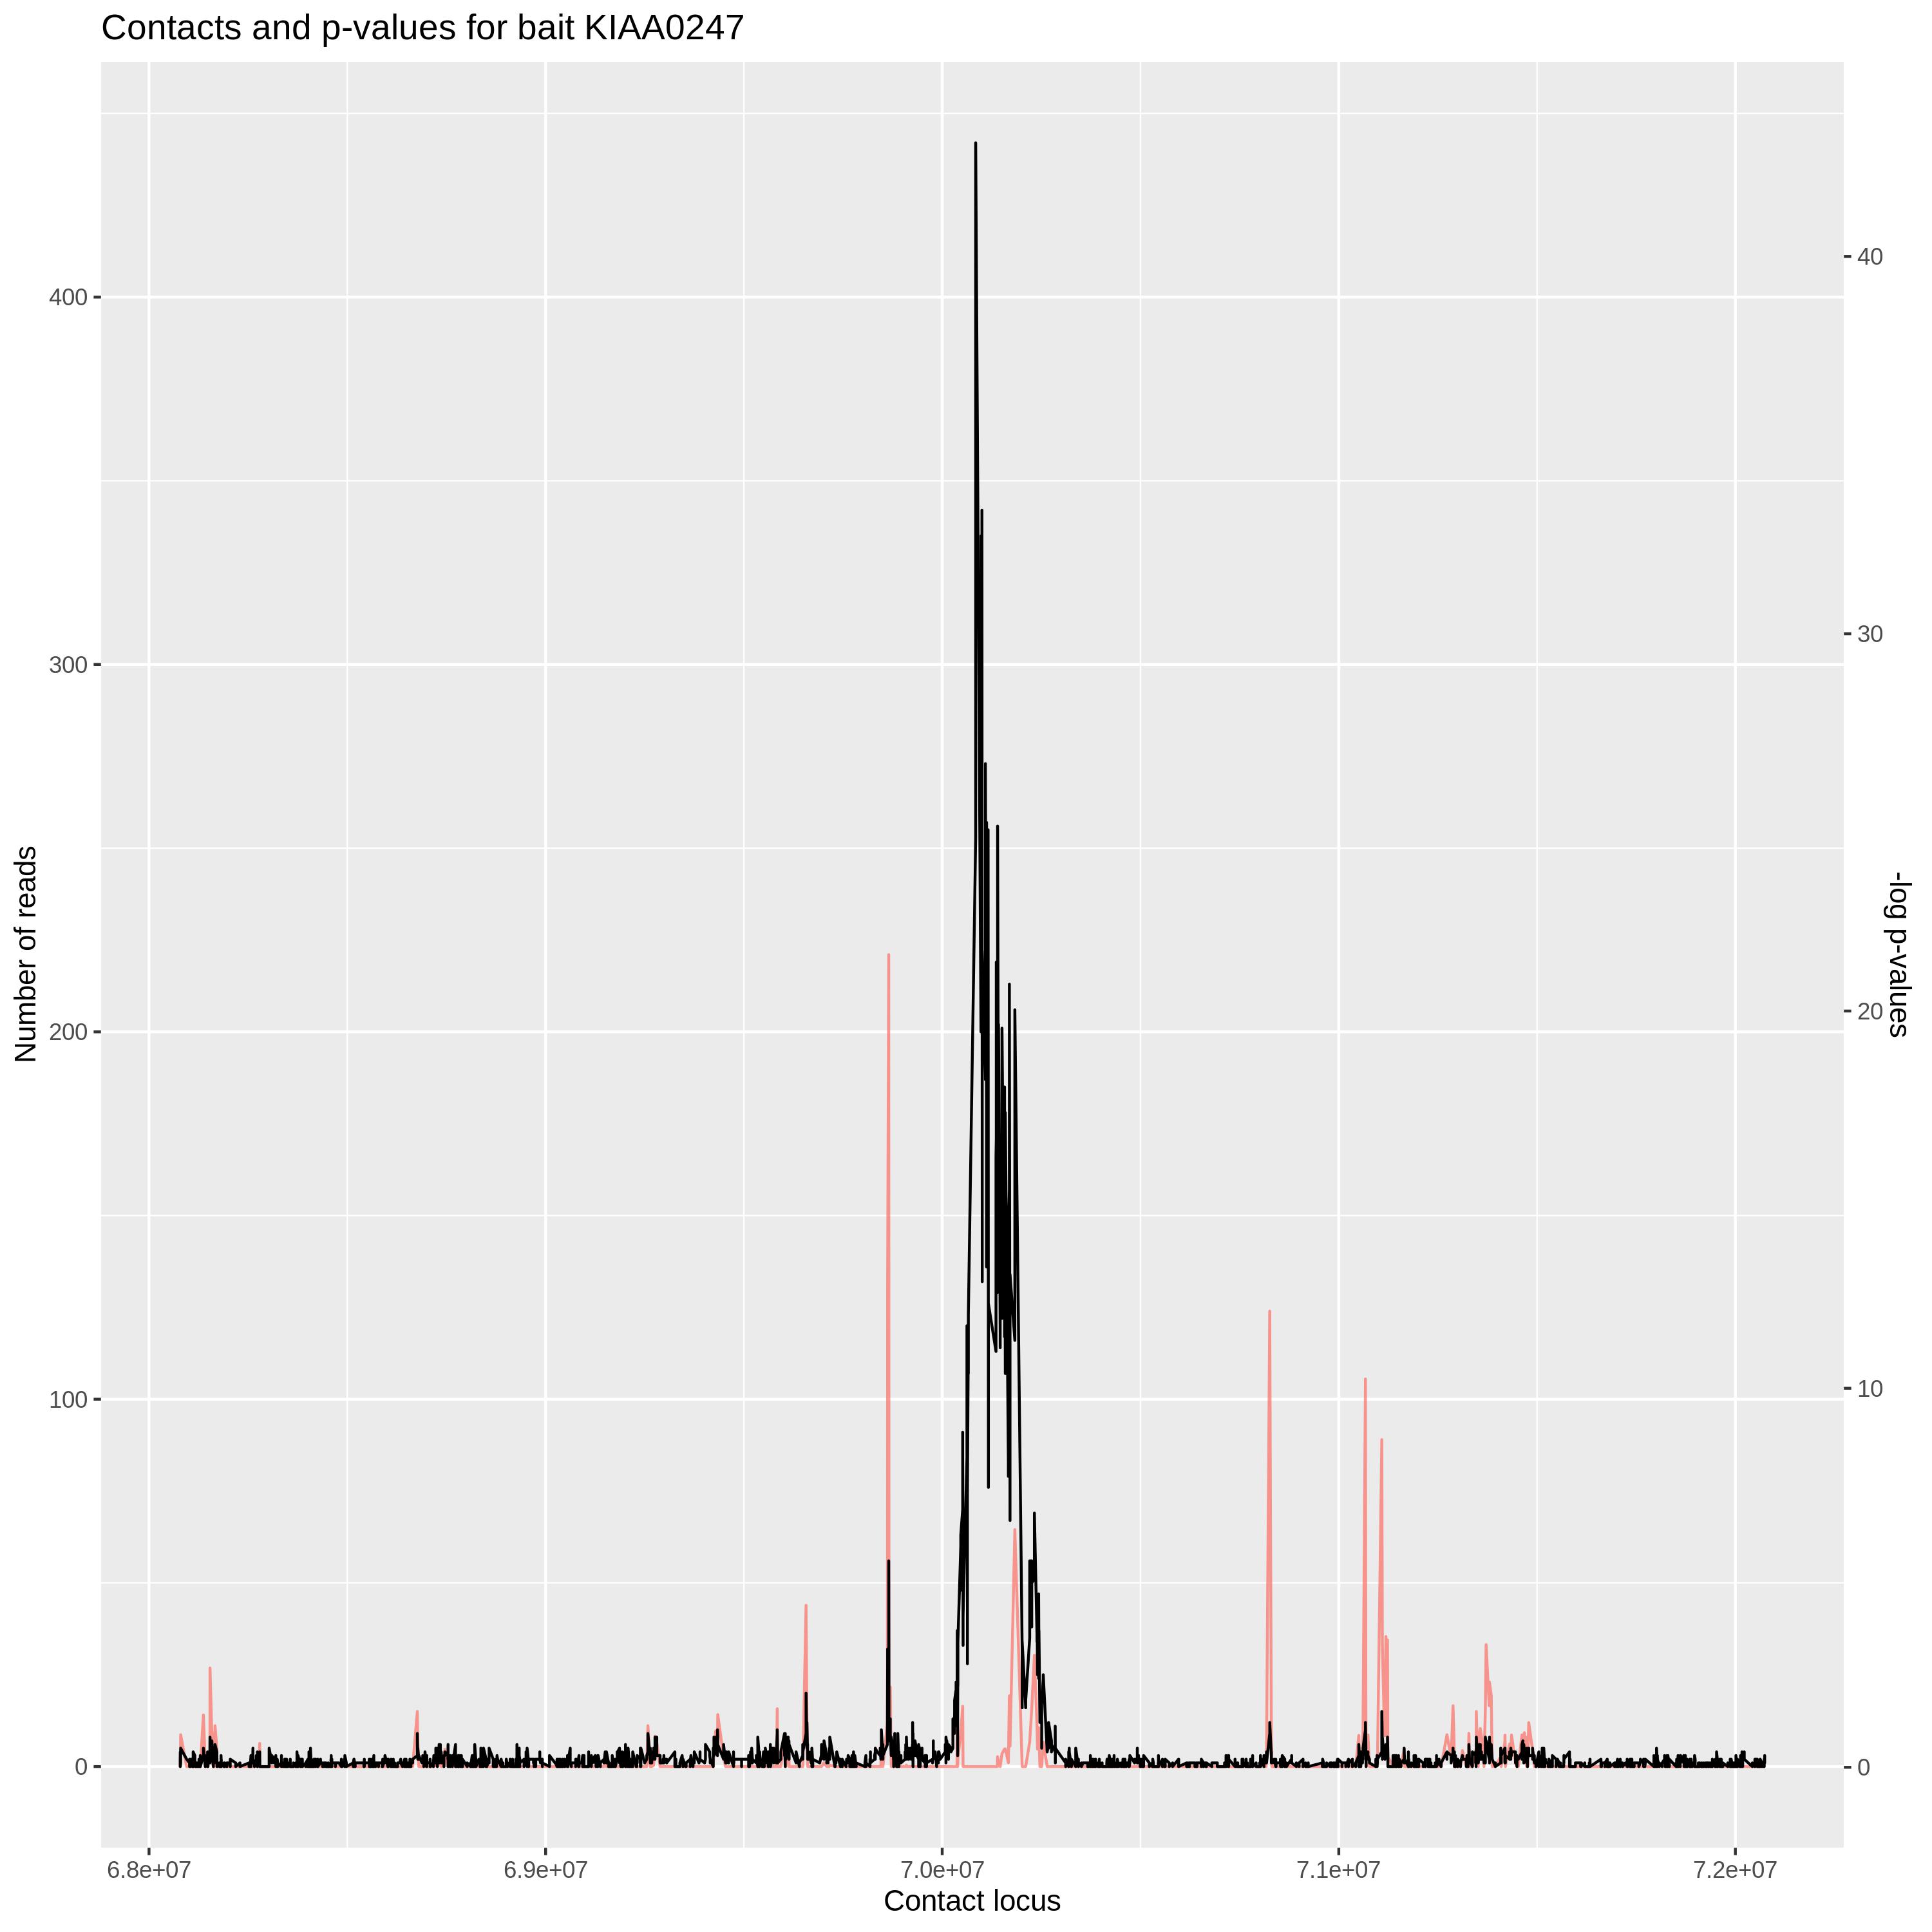 Contacts and p-values for bait KIAA0247
400
300
200
100
0
40
30
20
10
0
Number of reads
-log p-values
6.8e+07 6.9e+07 7.0e+07 7.1e+07 7.2e+07
Contact locus